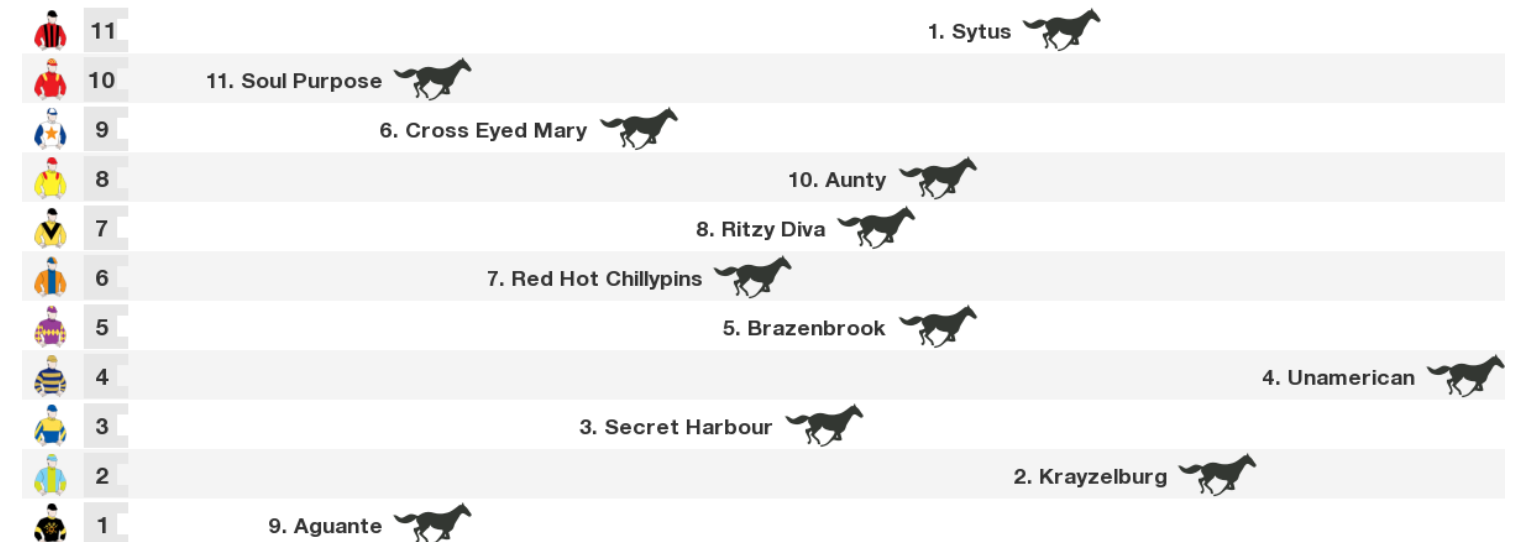 11 1. Sytus
10 11. Soul Purpose
9 6. Cross Eyed Mary
8 10. Aunty
7 8. Ritzy Diva
6 7. Red Hot Chillypins
5 5. Brazenbrook
4 4. Unamerican
3 3. Secret Harbour
2 2. Krayzelburg
1 9. Aguante